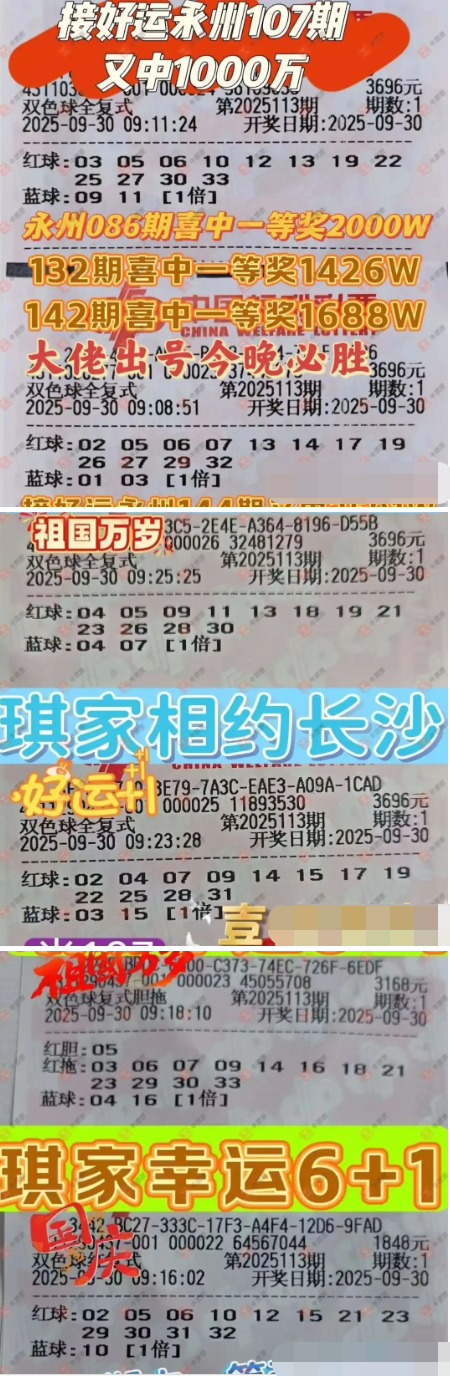 接好运永州107期
又中1000万
3696元
双色球全复式 第2025113期 期数:1
2025-09-30 09:11:24 开奖日期:2025-09-30
红球:03 05 06 10 12 13 19 22
25 27 30 33
蓝球:09 11 [1倍]
永州086期喜中一等奖2000W
132期喜中一等奖1426W
142期喜中一等奖1688W
CHINA WELFARE LOTTERY
大佬出号今晚必胜
3696元
双色球全复式 第2025113期 期数:1
2025-09-30 09:08:51 开奖日期:2025-09-30
红球:02 05 06 07 13 14 17 19
26 27 29 32
蓝球:01 03 [1倍]
祖国万岁
3C5-2E4E-A364-8196-D55B
000026 32481279 3696元
双色球全复式 第2025113期 期数:1
2025-09-30 09:25:25 开奖日期:2025-09-30
红球:04 05 09 11 13 18 19 21
23 26 28 30
蓝球:04 07 [1倍]
琪家相约长沙
好运+1
+1
E79-7A3C-EAE3-A09A-1CAD
000025 11893530 3696元
双色球全复式 第2025113期 期数:1
2025-09-30 09:23:28 开奖日期:2025-09-30
红球:02 04 07 09 14 15 17 19
22 25 28 31
蓝球:03 15 [1倍]
喜
祖国万岁
00-C373-74EC-726F-6EDF
000023 45055708 3168元
双色球复式胆拖 第2025113期 期数:1
2025-09-30 09:18:10 开奖日期:2025-09-30
红胆:05
红拖:03 06 07 09 14 16 18 21
23 29 30 33
蓝球:04 16 [1倍]
琪家幸运6+1
国庆
BC27-333C-17F3-A4F4-12D6-9FAD
001 000022 64567044 1848元
双色球红复式 第2025113期 期数:1
2025-09-30 09:16:02 开奖日期:2025-09-30
红球:02 05 06 10 12 15 21 23
29 30 31 32
蓝球:10 [1倍]